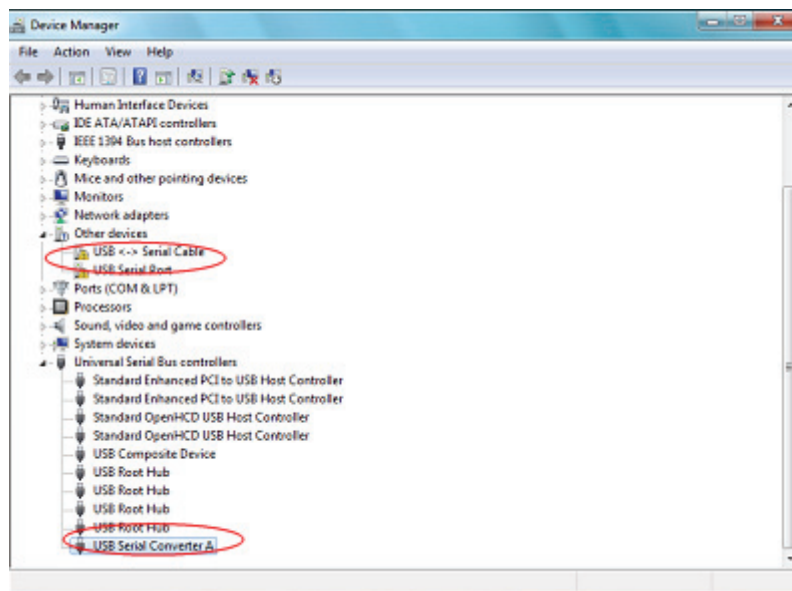 Device Manager
File Action View Help
Human Interface Devices
IDE ATA/ATAPI controllers
IEEE 1394 Bus host controllers
Keyboards
Mice and other pointing devices
Monitors
Network adapters
Other devices
USB <-> Serial Cable
USB Serial Port
Ports (COM & LPT)
Processors
Sound, video and game controllers
System devices
Universal Serial Bus controllers
Standard Enhanced PCI to USB Host Controller
Standard Enhanced PCI to USB Host Controller
Standard OpenHCD USB Host Controller
Standard OpenHCD USB Host Controller
USB Composite Device
USB Root Hub
USB Root Hub
USB Root Hub
USB Root Hub
USB Serial Converter A